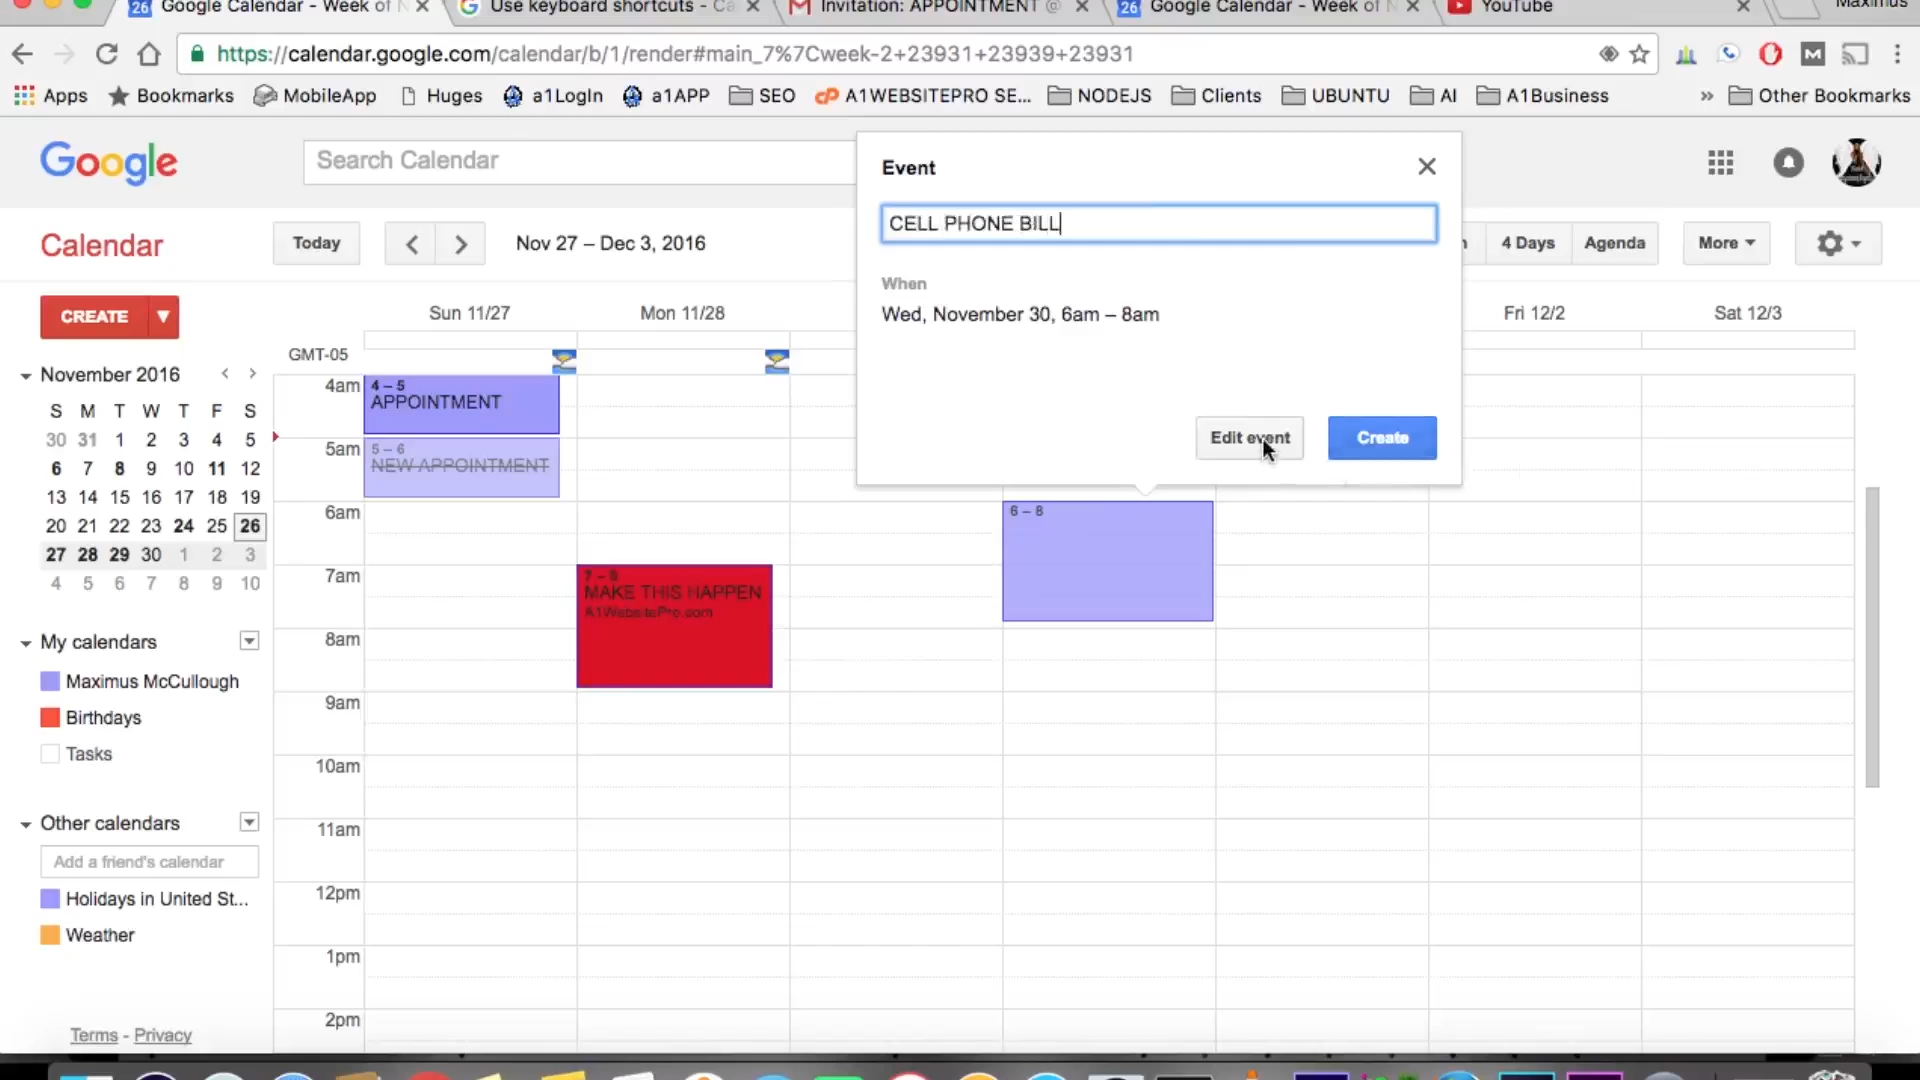 26 Google Calendar - Week of N
Use keyboard shortcuts - Ca
Invitation: APPOINTMENT @
26 Google Calendar - Week of N
YouTube
Maximus
https://calendar.google.com/calendar/b/1/render#main_7%7Cweek-2+23931+23939+23931
Apps Bookmarks MobileApp Huges a1LogIn a1APP SEO A1WEBSITEPRO SE... NODEJS Clients UBUNTU AI A1Business » Other Bookmarks
Google
Search Calendar
Calendar
Today
Nov 27 – Dec 3, 2016
4 Days
Agenda
More
Event
CELL PHONE BILL
When
Wed, November 30, 6am – 8am
Edit event
Create
CREATE
November 2016
S M T W T F S
30 31 1 2 3 4 5
6 7 8 9 10 11 12
13 14 15 16 17 18 19
20 21 22 23 24 25 26
27 28 29 30 1 2 3
4 5 6 7 8 9 10
My calendars
Maximus McCullough
Birthdays
Tasks
Other calendars
Add a friend's calendar
Holidays in United St...
Weather
Terms - Privacy
Sun 11/27
Mon 11/28
Fri 12/2
Sat 12/3
GMT-05
4am
5am
6am
7am
8am
9am
10am
11am
12pm
1pm
2pm
4 – 5
APPOINTMENT
5 – 6
NEW APPOINTMENT
MAKE THIS HAPPEN
A1WebsitePro.com
6 – 8